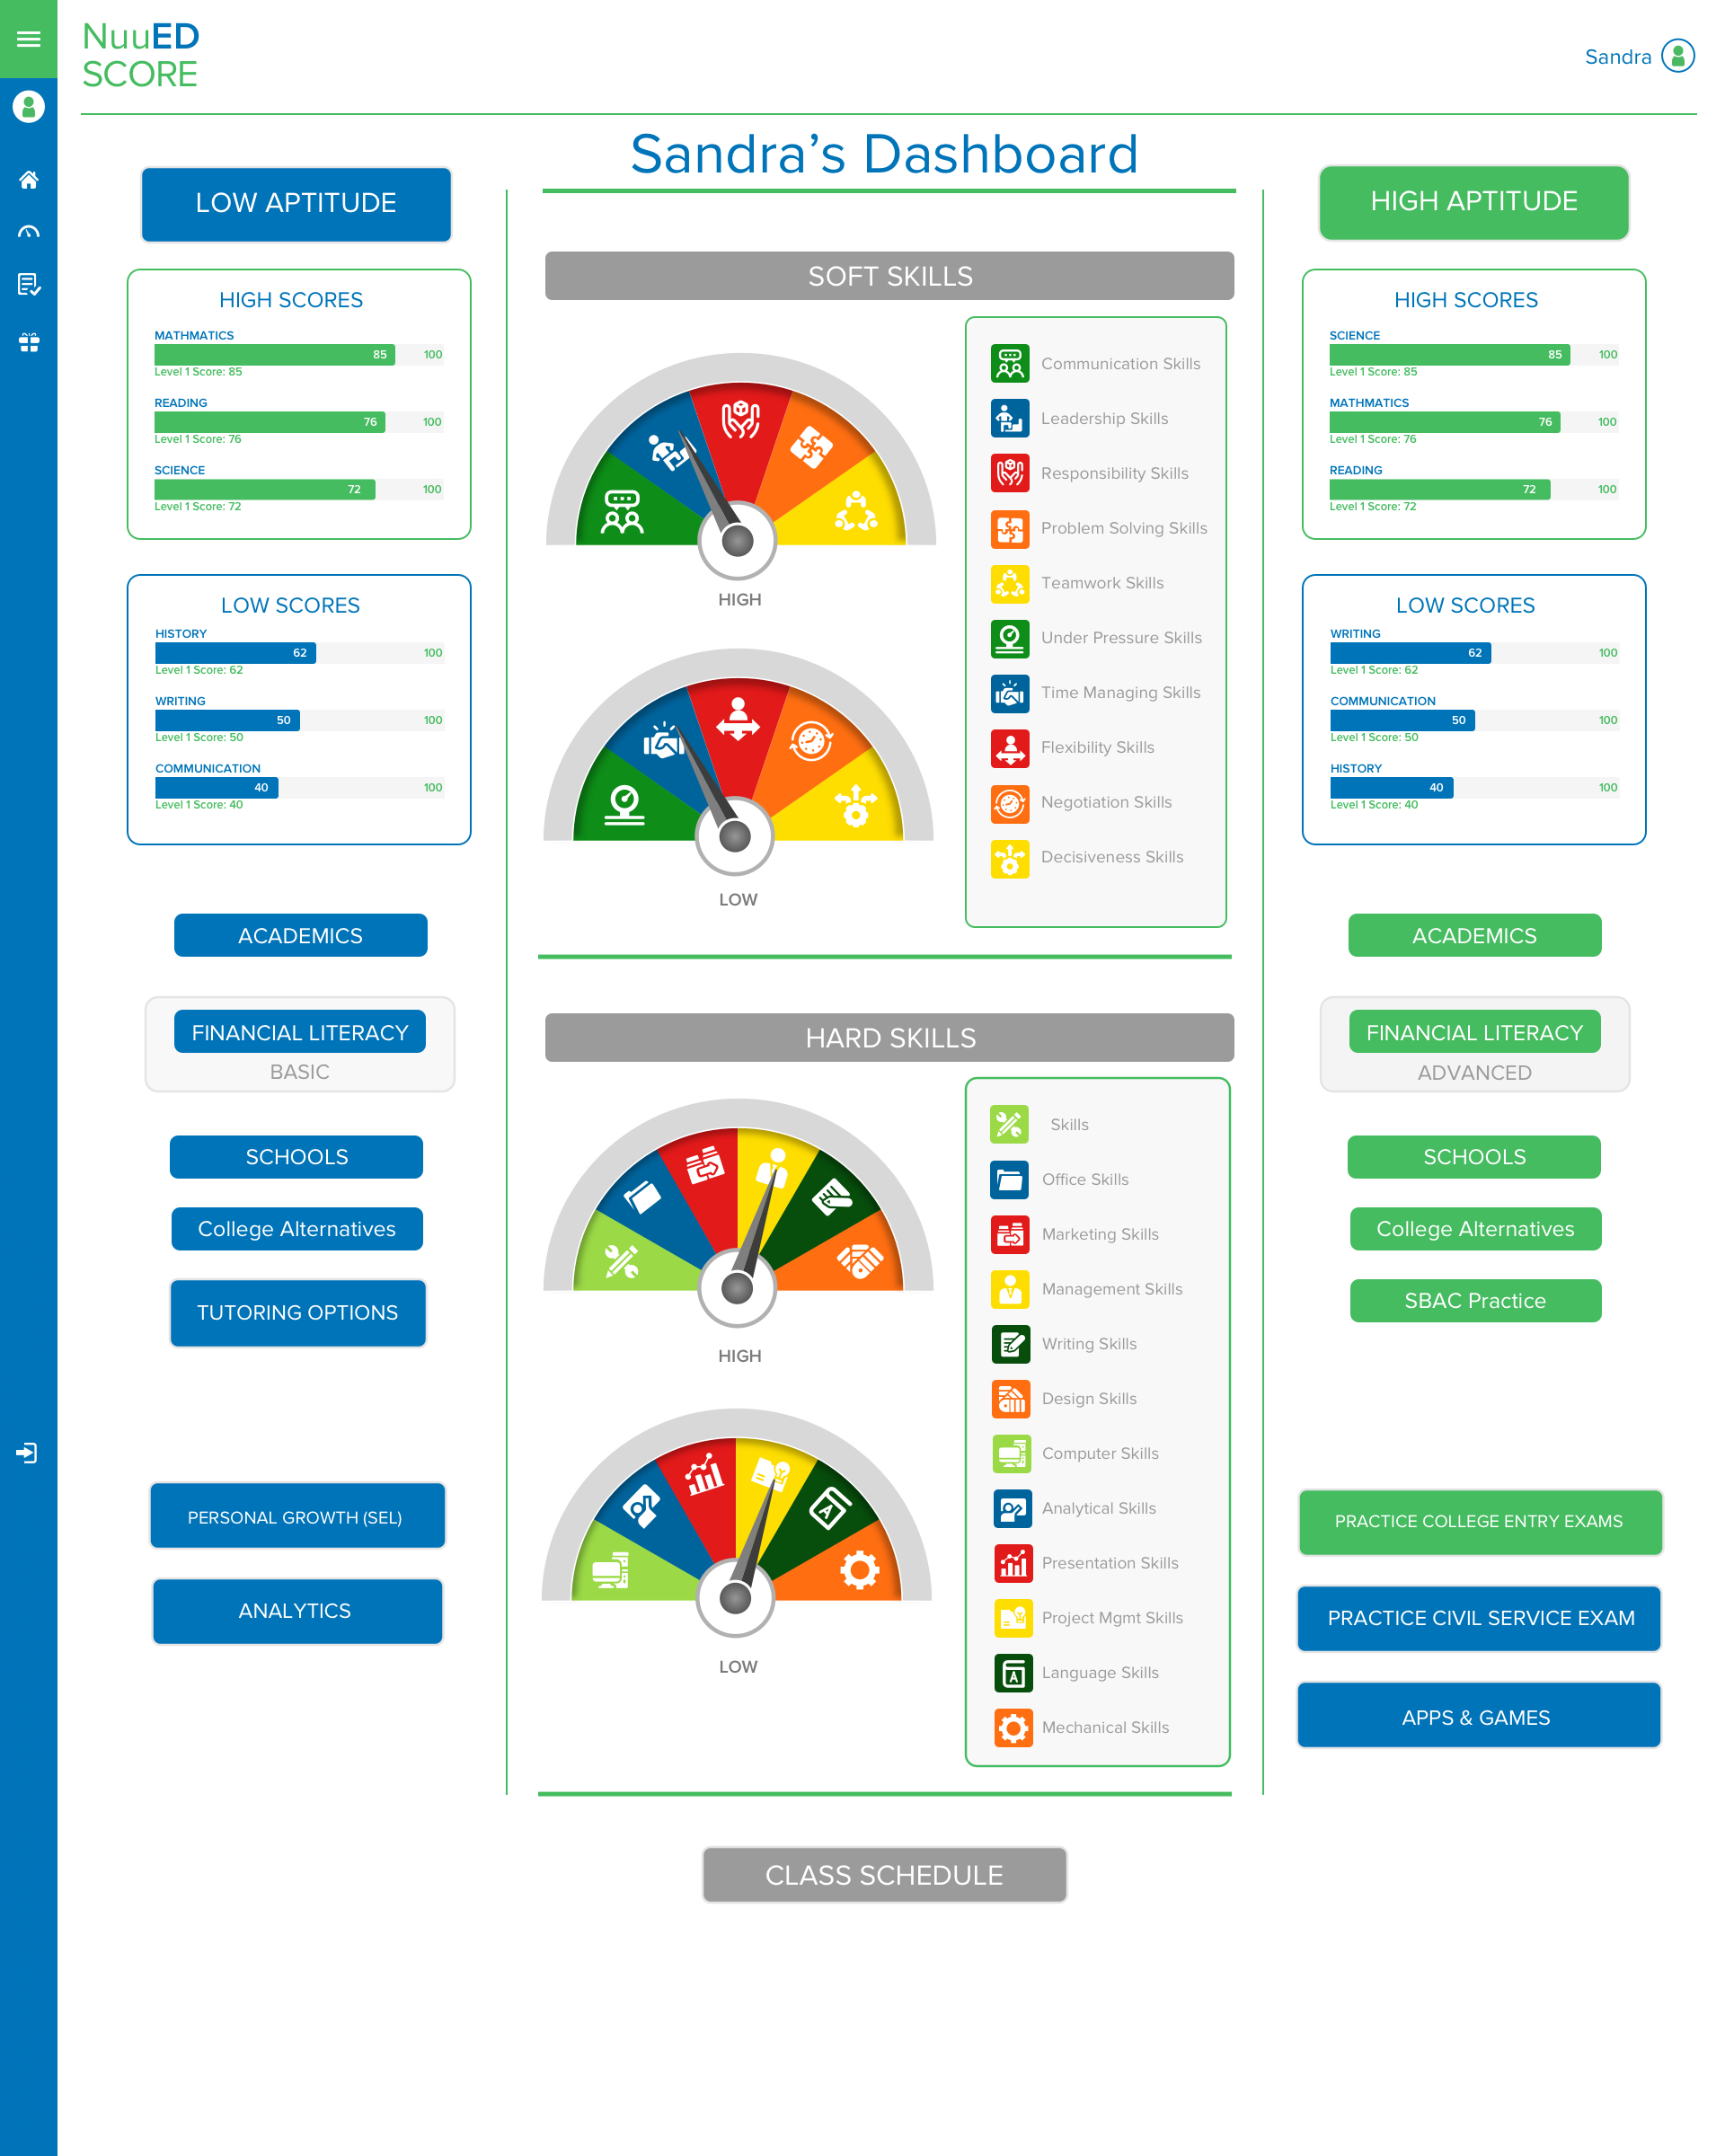 NuuED
SCORE
Sandra
Sandra’s Dashboard
LOW APTITUDE
HIGH SCORES
MATHMATICS
85 100
Level 1 Score: 85
READING
76 100
Level 1 Score: 76
SCIENCE
72 100
Level 1 Score: 72
LOW SCORES
HISTORY
62 100
Level 1 Score: 62
WRITING
50 100
Level 1 Score: 50
COMMUNICATION
40 100
Level 1 Score: 40
ACADEMICS
FINANCIAL LITERACY
BASIC
SCHOOLS
College Alternatives
TUTORING OPTIONS
PERSONAL GROWTH (SEL)
ANALYTICS
SOFT SKILLS
HIGH
LOW
Communication Skills
Leadership Skills
Responsibility Skills
Problem Solving Skills
Teamwork Skills
Under Pressure Skills
Time Managing Skills
Flexibility Skills
Negotiation Skills
Decisiveness Skills
HARD SKILLS
HIGH
A
LOW
Skills
Office Skills
Marketing Skills
Management Skills
Writing Skills
Design Skills
Computer Skills
Analytical Skills
Presentation Skills
Project Mgmt Skills
A
Language Skills
Mechanical Skills
CLASS SCHEDULE
HIGH APTITUDE
HIGH SCORES
SCIENCE
85 100
Level 1 Score: 85
MATHMATICS
76 100
Level 1 Score: 76
READING
72 100
Level 1 Score: 72
LOW SCORES
WRITING
62 100
Level 1 Score: 62
COMMUNICATION
50 100
Level 1 Score: 50
HISTORY
40 100
Level 1 Score: 40
ACADEMICS
FINANCIAL LITERACY
ADVANCED
SCHOOLS
College Alternatives
SBAC Practice
PRACTICE COLLEGE ENTRY EXAMS
PRACTICE CIVIL SERVICE EXAM
APPS & GAMES